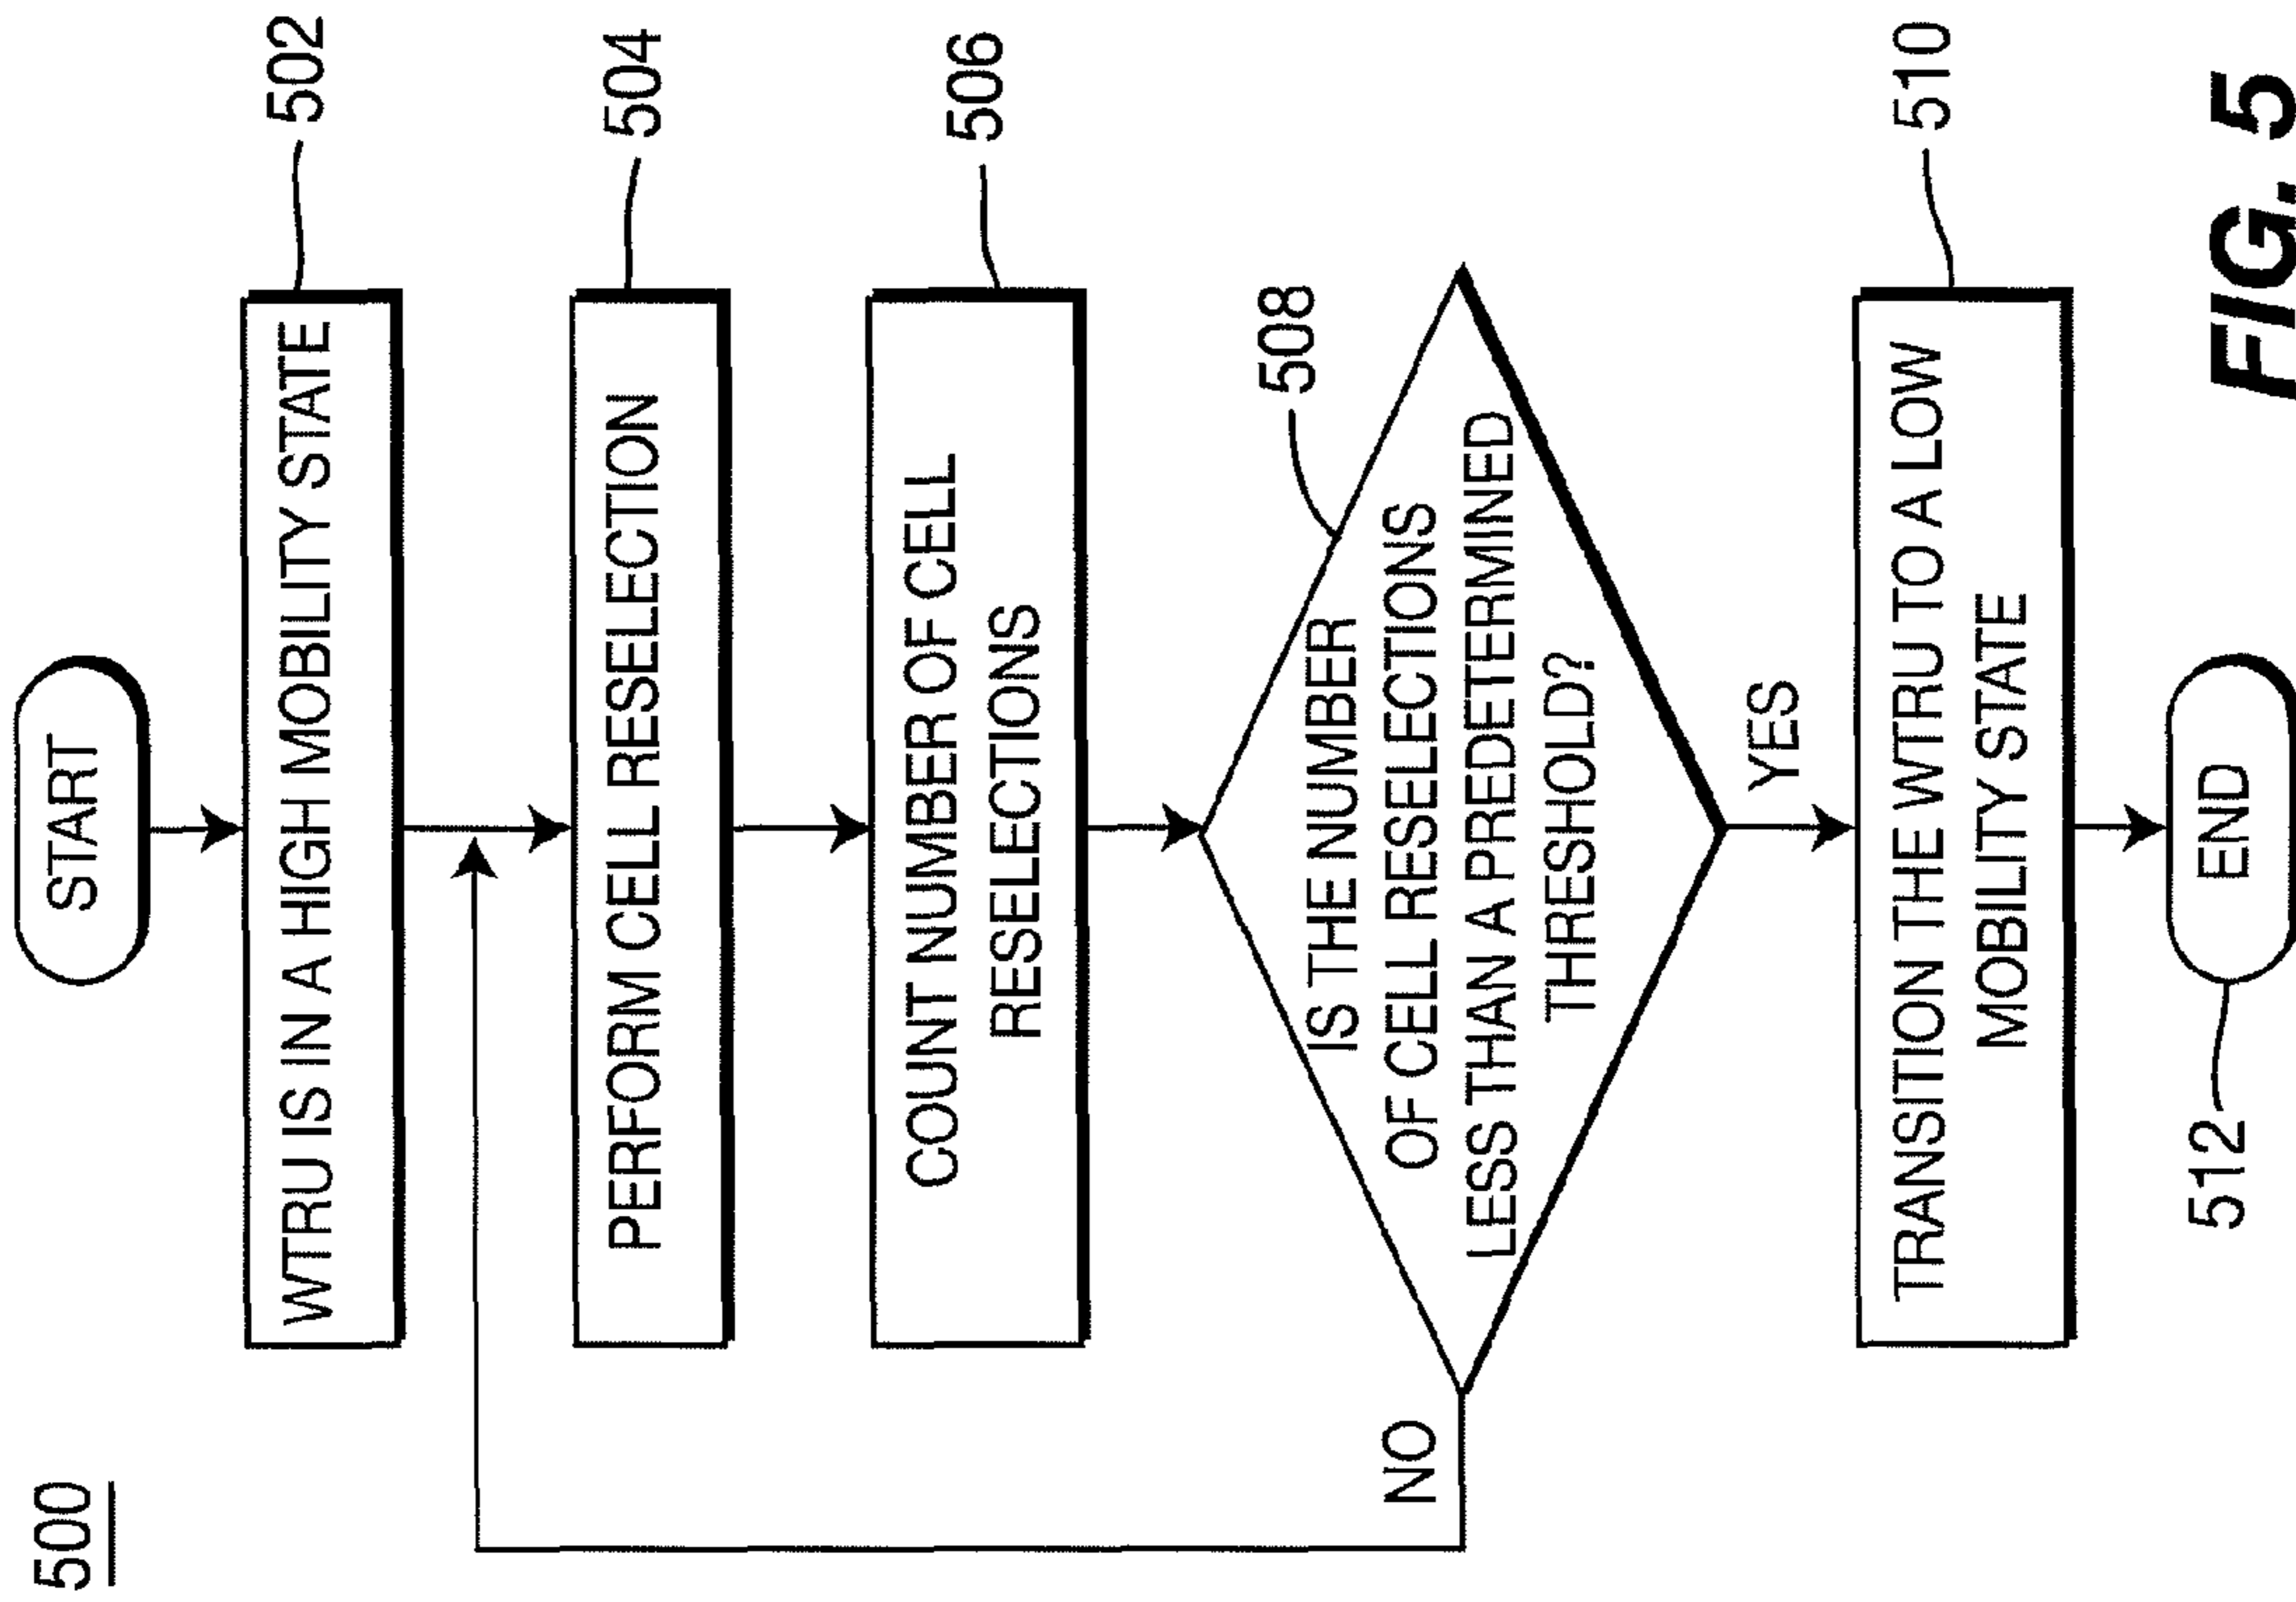 500
START
WTRU IS IN A HIGH MOBILITY STATE
502
PERFORM CELL RESELECTION
504
COUNT NUMBER OF CELL
RESELECTIONS
506
IS THE NUMBER
OF CELL RESELECTIONS
LESS THAN A PREDETERMINED
THRESHOLD?
508
NO
YES
TRANSITION THE WTRU TO A LOW
MOBILITY STATE
510
END
512
FIG. 5